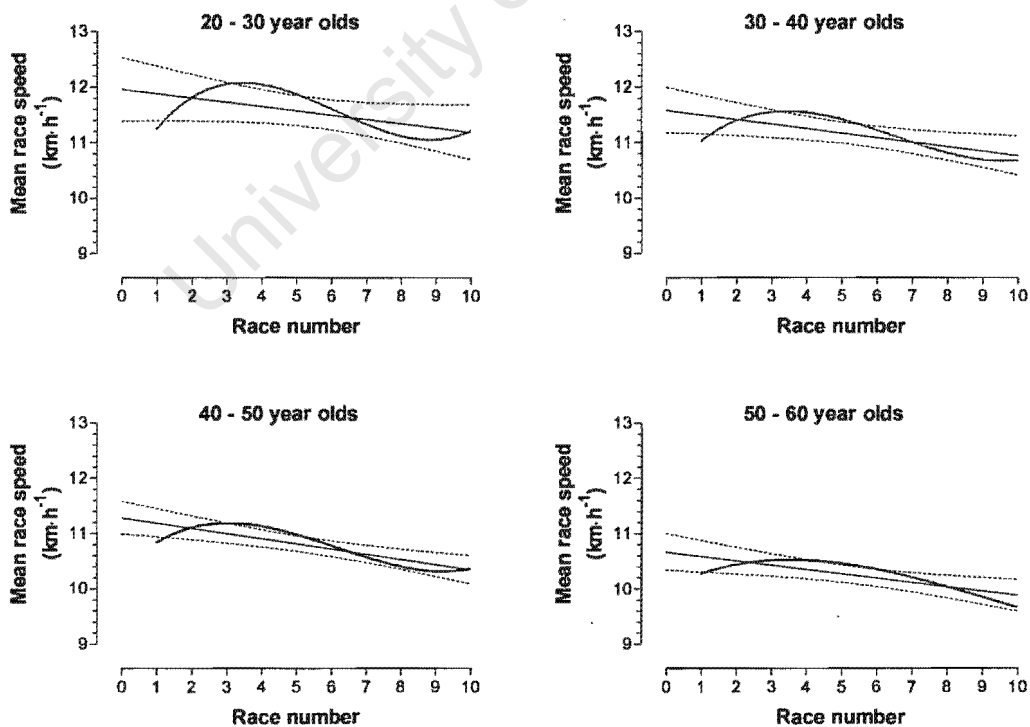 University o
20 - 30 year olds
Mean race speed
(km·h⁻¹)
13
12
11
10
9
0 1 2 3 4 5 6 7 8 9 10
Race number
30 - 40 year olds
Mean race speed
(km·h⁻¹)
13
12
11
10
9
0 1 2 3 4 5 6 7 8 9 10
Race number
40 - 50 year olds
Mean race speed
(km·h⁻¹)
13
12
11
10
9
0 1 2 3 4 5 6 7 8 9 10
Race number
50 - 60 year olds
Mean race speed
(km·h⁻¹)
13
12
11
10
9
0 1 2 3 4 5 6 7 8 9 10
Race number